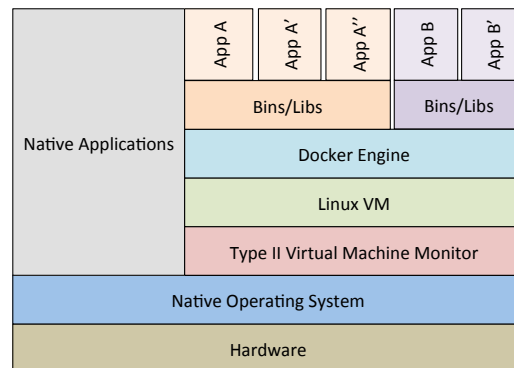 App A
App A′
App A′′
App B
App B′
Bins/Libs
Bins/Libs
Native Applications
Docker Engine
Linux VM
Type II Virtual Machine Monitor
Native Operating System
Hardware